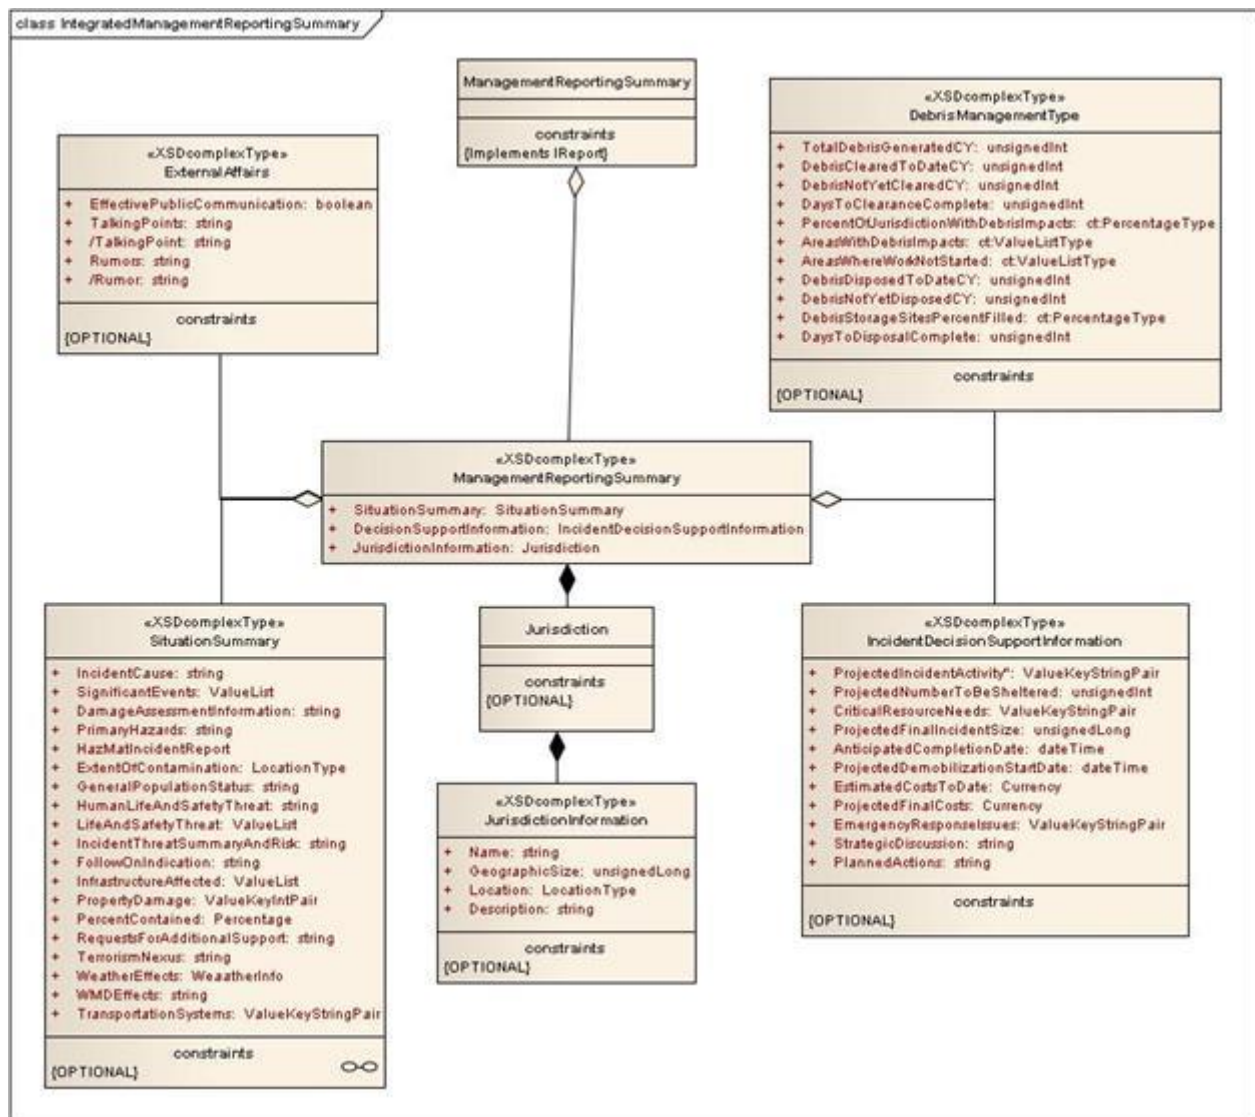 class IntegratedManagementReportingSummary
ManagementReportingSummary
constraints
{Implements IReport}
«XSDcomplexType»
ExternalAffairs
+ EffectivePublicCommunication: boolean
+ TalkingPoints: string
+ /TalkingPoint: string
+ Rumors: string
+ /Rumor: string
constraints
{OPTIONAL}
«XSDcomplexType»
DebrisManagementType
+ TotalDebrisGeneratedCY: unsignedInt
+ DebrisClearedToDateCY: unsignedInt
+ DebrisNotYetClearedCY: unsignedInt
+ DaysToClearanceComplete: unsignedInt
+ PercentOfJurisdictionWithDebrisImpacts: ct:PercentageType
+ AreasWithDebrisImpacts: ct:ValueListType
+ AreasWhereWorkNotStarted: ct:ValueListType
+ DebrisDisposedToDateCY: unsignedInt
+ DebrisNotYetDisposedCY: unsignedInt
+ DebrisStorageSitesPercentFilled: ct:PercentageType
+ DaysToDisposalComplete: unsignedInt
constraints
{OPTIONAL}
«XSDcomplexType»
ManagementReportingSummary
+ SituationSummary: SituationSummary
+ DecisionSupportInformation: IncidentDecisionSupportInformation
+ JurisdictionInformation: Jurisdiction
«XSDcomplexType»
SituationSummary
+ IncidentCause: string
+ SignificantEvents: ValueList
+ DamageAssessmentInformation: string
+ PrimaryHazards: string
+ HazMatIncidentReport
+ ExtentOfContamination: LocationType
+ GeneralPopulationStatus: string
+ HumanLifeAndSafetyThreat: string
+ LifeAndSafetyThreat: ValueList
+ IncidentThreatSummaryAndRisk: string
+ FollowOnIndication: string
+ InfrastructureAffected: ValueList
+ PropertyDamage: ValueKeyIntPair
+ PercentContained: Percentage
+ RequestsForAdditionalSupport: string
+ TerrorismNexus: string
+ WeatherEffects: WeaatherInfo
+ WMDEffects: string
+ TransportationSystems: ValueKeyStringPair
constraints
{OPTIONAL}
Jurisdiction
constraints
{OPTIONAL}
«XSDcomplexType»
JurisdictionInformation
+ Name: string
+ GeographicSize: unsignedLong
+ Location: LocationType
+ Description: string
constraints
{OPTIONAL}
«XSDcomplexType»
IncidentDecisionSupportInformation
+ ProjectedIncidentActivity*: ValueKeyStringPair
+ ProjectedNumberToBeSheltered: unsignedInt
+ CriticalResourceNeeds: ValueKeyStringPair
+ ProjectedFinalIncidentSize: unsignedLong
+ AnticipatedCompletionDate: dateTime
+ ProjectedDemobilizationStartDate: dateTime
+ EstimatedCostsToDate: Currency
+ ProjectedFinalCosts: Currency
+ EmergencyResponseIssues: ValueKeyStringPair
+ StrategicDiscussion: string
+ PlannedActions: string
constraints
{OPTIONAL}